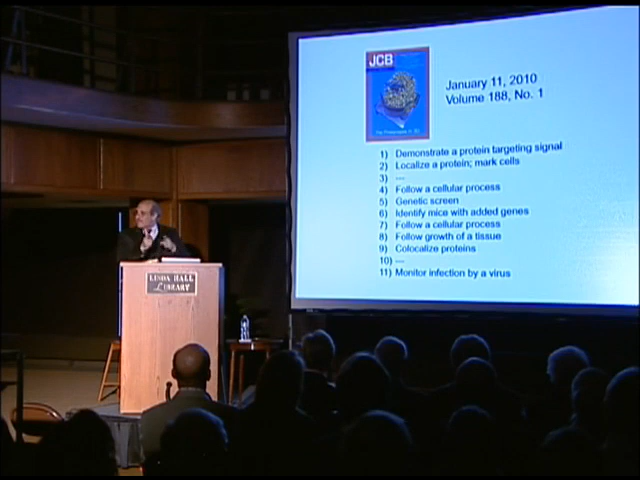 JCB
January 11, 2010
Volume 188, No. 1
1) Demonstrate a protein targeting signal
2) Localize a protein; mark cells
3) ---
4) Follow a cellular process
5) Genetic screen
6) Identify mice with added genes
7) Follow a cellular process
8) Follow growth of a tissue
9) Colocalize proteins
10) ---
11) Monitor infection by a virus
LINDA HALL
LIBRARY